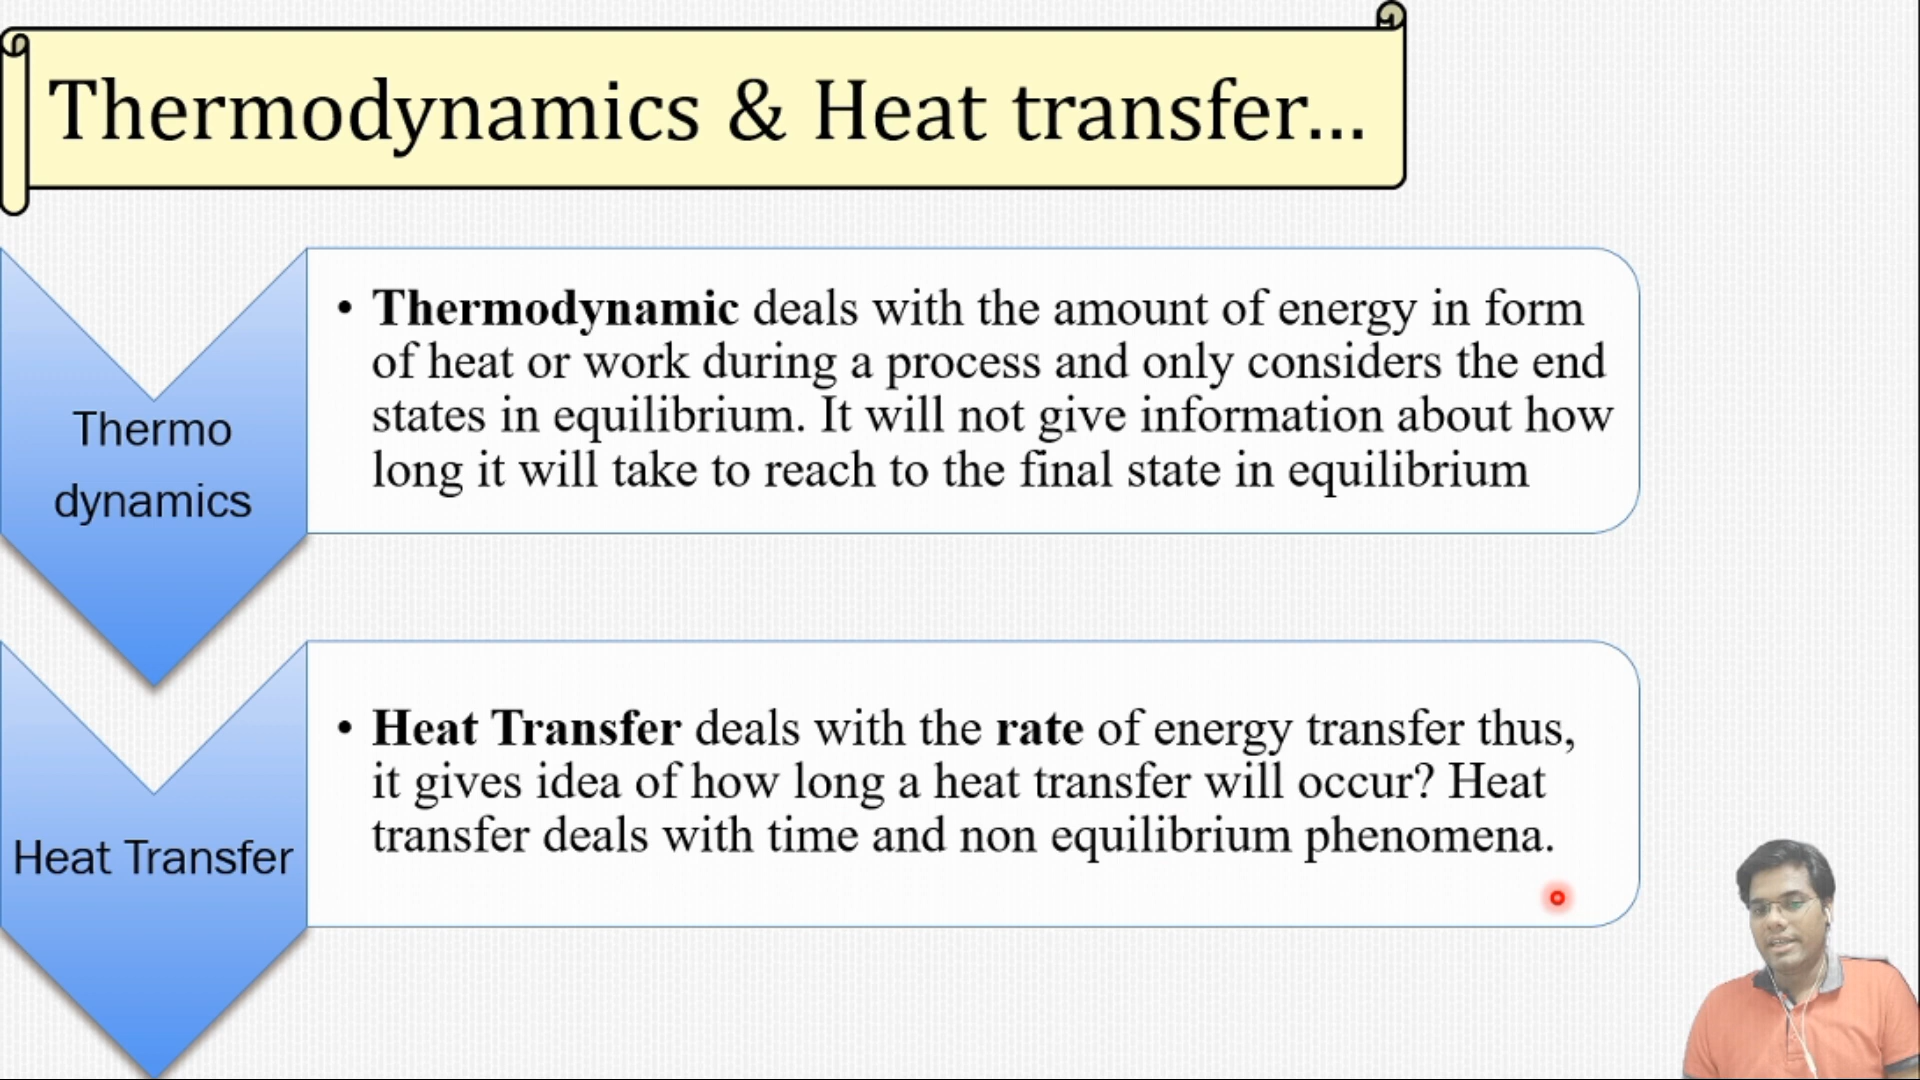 Thermodynamics & Heat transfer...
Thermo
dynamics
• Thermodynamic deals with the amount of energy in form
of heat or work during a process and only considers the end
states in equilibrium. It will not give information about how
long it will take to reach to the final state in equilibrium
Heat Transfer
• Heat Transfer deals with the rate of energy transfer thus,
it gives idea of how long a heat transfer will occur? Heat
transfer deals with time and non equilibrium phenomena.